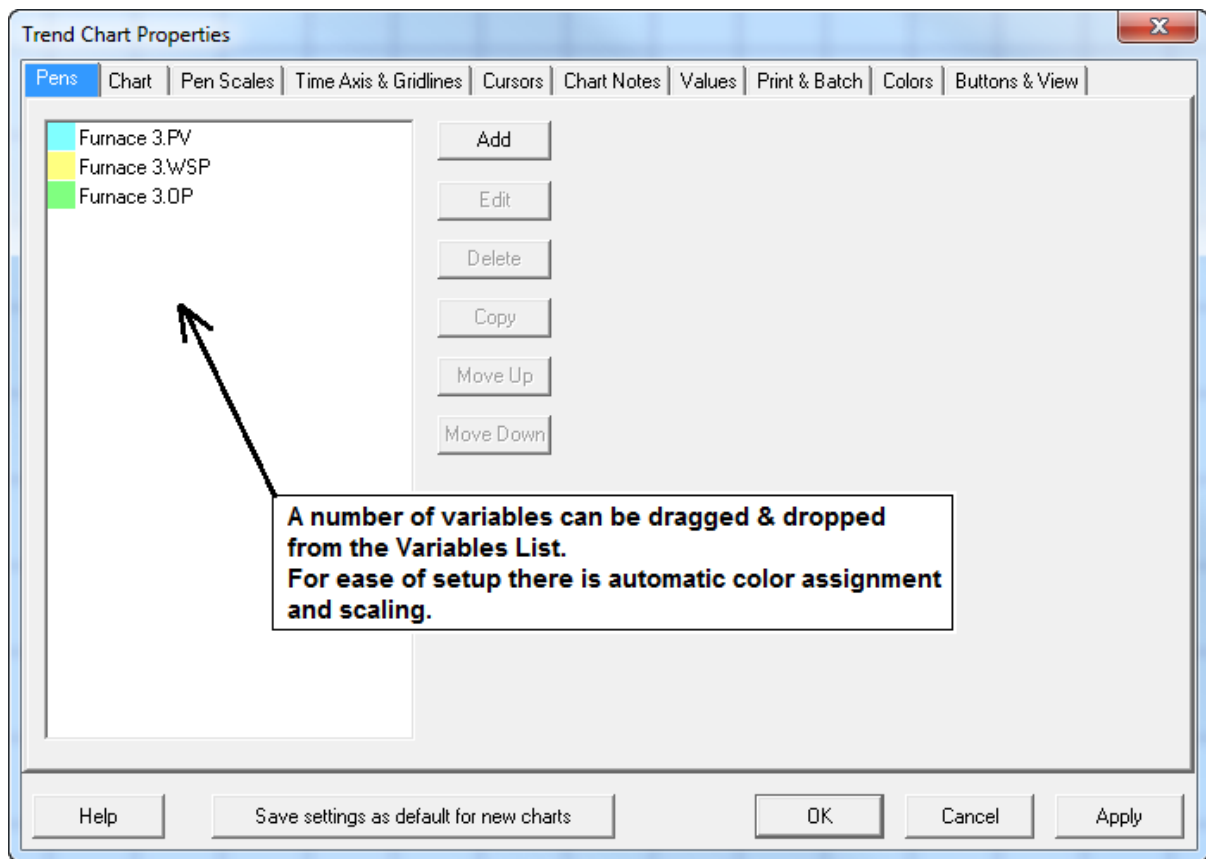 Trend Chart Properties
X
Pens Chart Pen Scales Time Axis & Gridlines Cursors Chart Notes Values Print & Batch Colors Buttons & View
Furnace 3.PV
Furnace 3.WSP
Furnace 3.OP
Add
Edit
Delete
Copy
Move Up
Move Down
A number of variables can be dragged & dropped
from the Variables List.
For ease of setup there is automatic color assignment
and scaling.
Help Save settings as default for new charts OK Cancel Apply